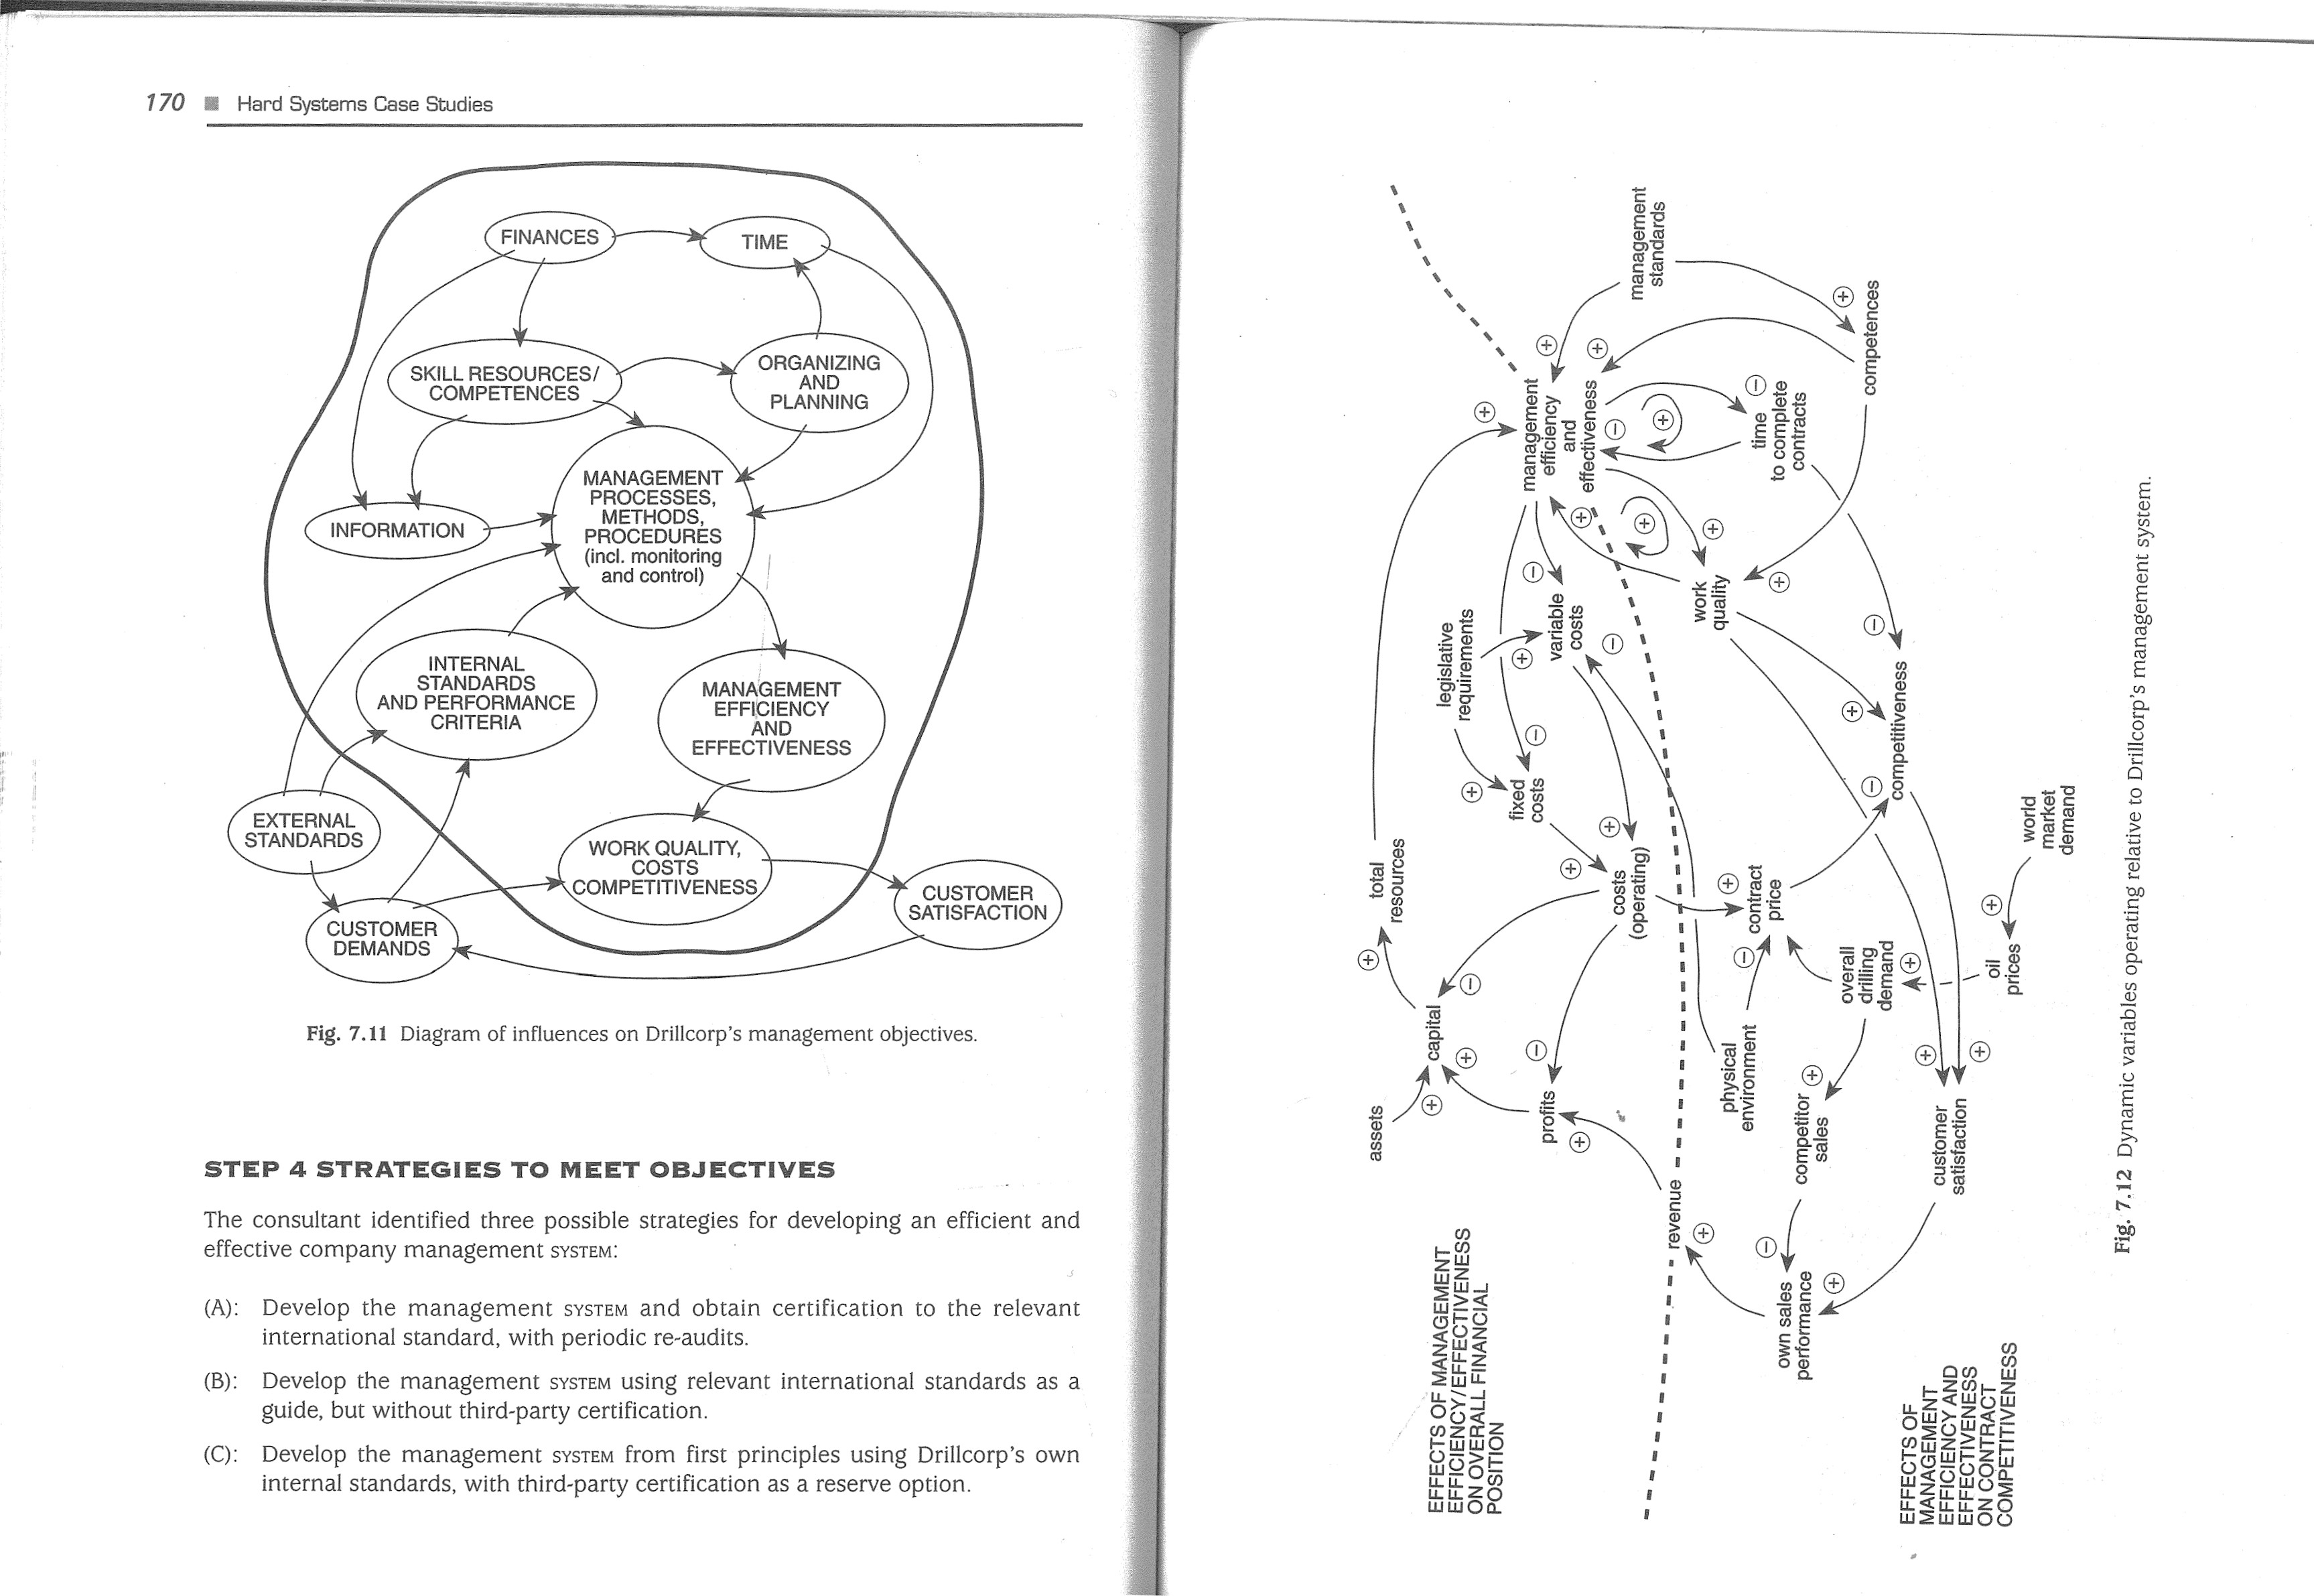 170 ■ Hard Systems Case Studies
FINANCES
TIME
SKILL RESOURCES/
COMPETENCES
ORGANIZING
AND
PLANNING
INFORMATION
MANAGEMENT
PROCESSES,
METHODS,
PROCEDURES
(incl. monitoring
and control)
INTERNAL
STANDARDS
AND PERFORMANCE
CRITERIA
MANAGEMENT
EFFICIENCY
AND
EFFECTIVENESS
EXTERNAL
STANDARDS
WORK QUALITY,
COSTS
COMPETITIVENESS
CUSTOMER
DEMANDS
CUSTOMER
SATISFACTION
Fig. 7.11 Diagram of influences on Drillcorp's management objectives.
STEP 4 STRATEGIES TO MEET OBJECTIVES
The consultant identified three possible strategies for developing an efficient and
effective company management SYSTEM:
(A): Develop the management SYSTEM and obtain certification to the relevant
international standard, with periodic re-audits.
(B): Develop the management SYSTEM using relevant international standards as a
guide, but without third-party certification.
(C): Develop the management SYSTEM from first principles using Drillcorp's own
internal standards, with third-party certification as a reserve option.
EFFECTS OF MANAGEMENT
EFFICIENCY/EFFECTIVENESS
ON OVERALL FINANCIAL
POSITION
assets
+
capital
+
+
−
total
resources
+
+
profits
+
−
legislative
requirements
+
+
fixed
costs
−
variable
costs
−
−
costs
(operating)
+
+
management
efficiency
and
effectiveness
+
+
−
+
+
+
management
standards
revenue
+
physical
environment
contract
price
+
−
work
quality
+
+
time
to complete
contracts
−
own sales
performance
−
+
competitor
sales
+
overall
drilling
demand
+
competitiveness
−
+
−
competences
+
customer
satisfaction
+
+
oil
prices
+
world
market
demand
EFFECTS OF
MANAGEMENT
EFFICIENCY AND
EFFECTIVENESS
ON CONTRACT
COMPETITIVENESS
Fig. 7.12 Dynamic variables operating relative to Drillcorp's management system.